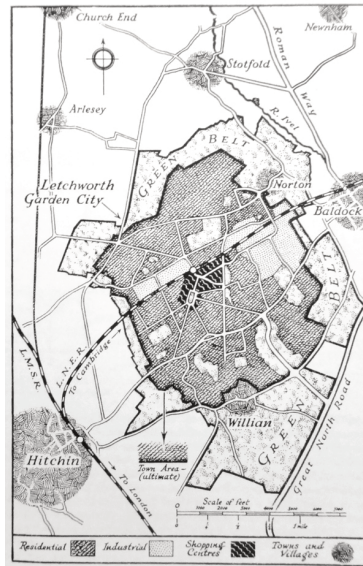 Church End
Newnham
Stotfold
ROMAN
WAY
Arlesey
R. Ivel
GREEN
BELT
Letchworth
Garden City
Norton
Baldock
BELT
L.M.S.R.
L.N.E.R.
To Cambridge
Willian
GREEN
Great North Road
Hitchin
To London
Town Area -
(ultimate)
Scale of feet
1 mile
Residential
Industrial
Shopping
Centres
Towns and
Villages